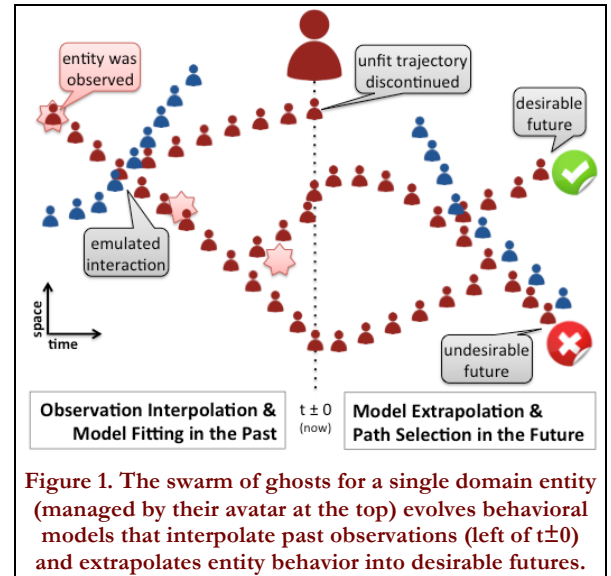 entity was
observed
unfit trajectory
discontinued
desirable
future
emulated
interaction
space
time
undesirable
future
Observation Interpolation &
Model Fitting in the Past
t ± 0
(now)
Model Extrapolation &
Path Selection in the Future
Figure 1. The swarm of ghosts for a single domain entity
(managed by their avatar at the top) evolves behavioral
models that interpolate past observations (left of t±0)
and extrapolates entity behavior into desirable futures.